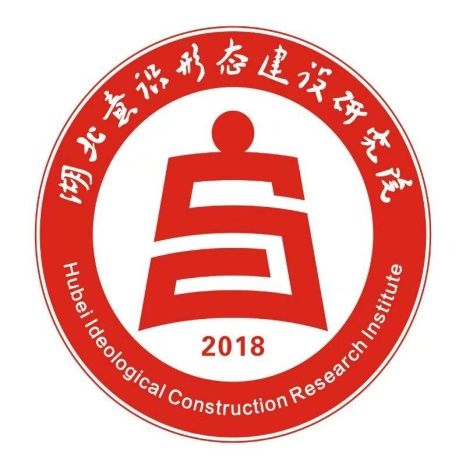 湖北意识形态建设研究院
2018
Hubei Ideological Construction Research Institute